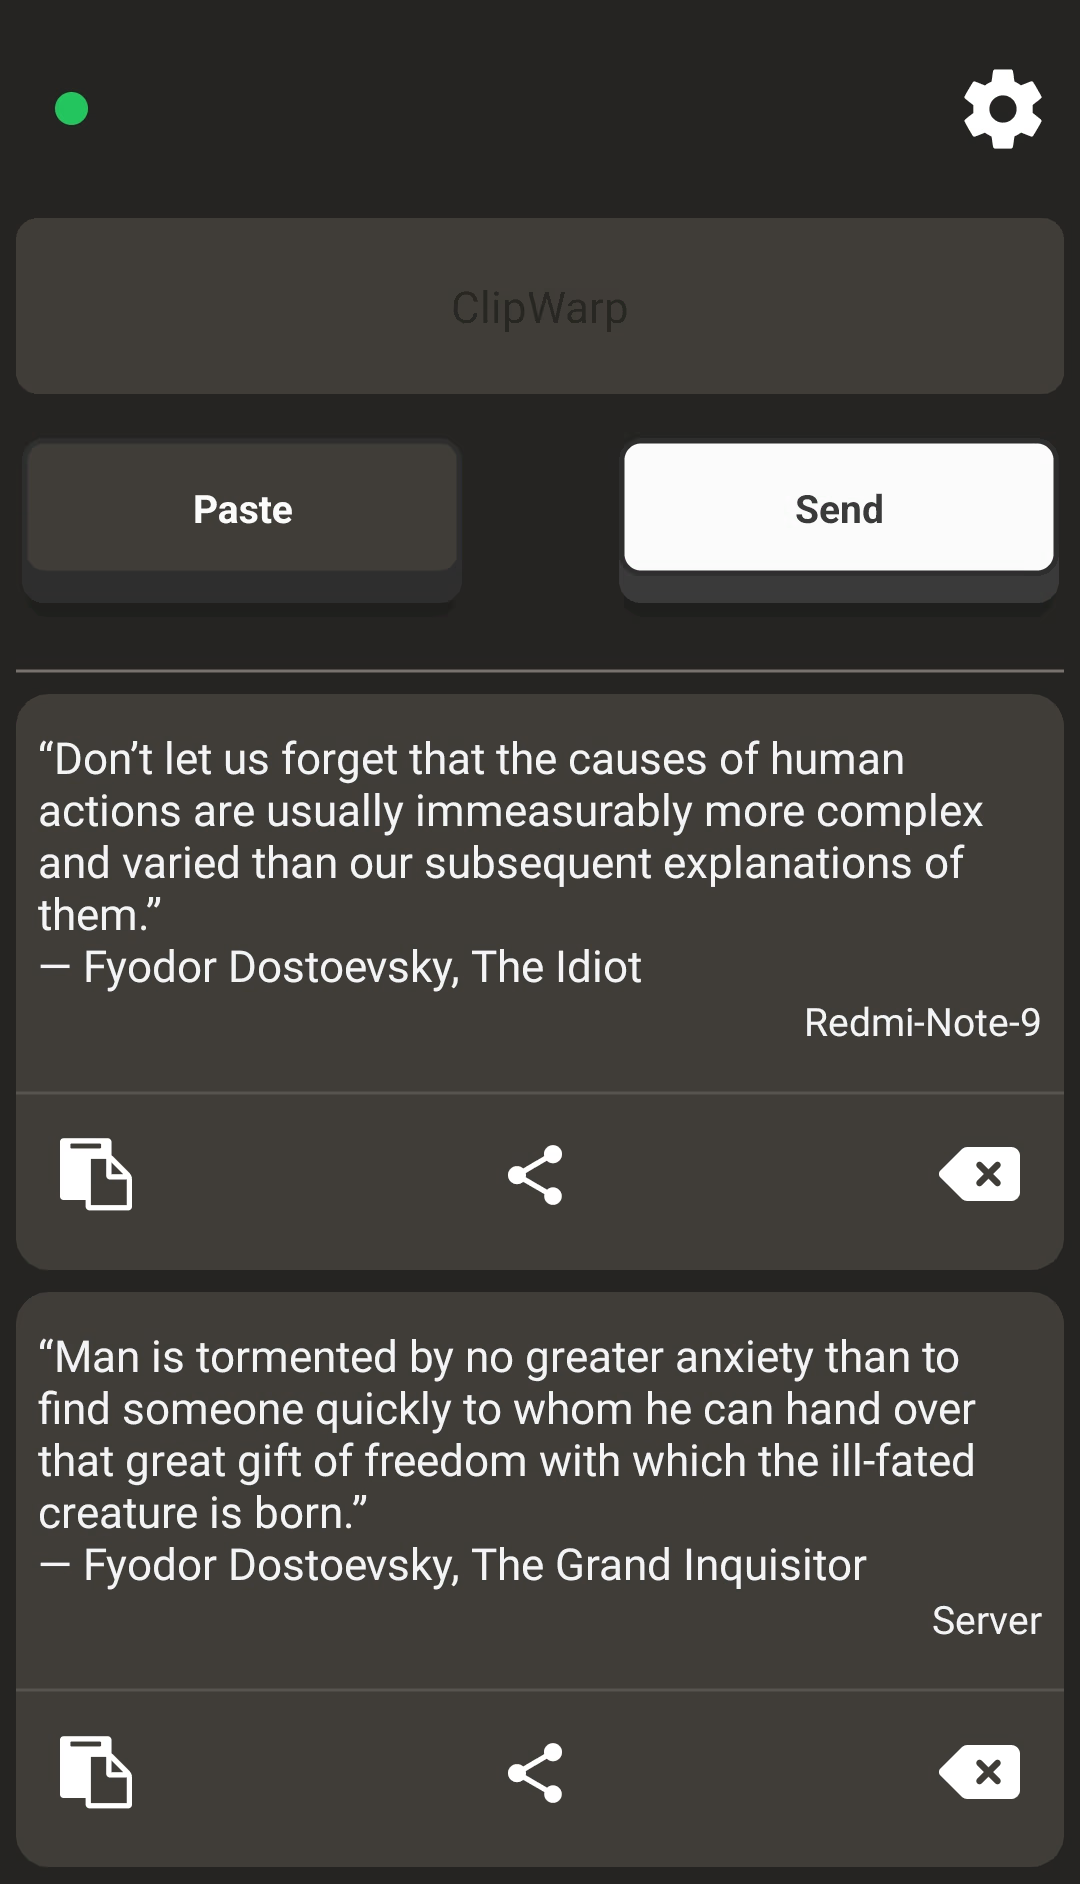 ClipWarp
Paste
Send
“Don’t let us forget that the causes of human
actions are usually immeasurably more complex
and varied than our subsequent explanations of
them.”
— Fyodor Dostoevsky, The Idiot
Redmi-Note-9
“Man is tormented by no greater anxiety than to
find someone quickly to whom he can hand over
that great gift of freedom with which the ill-fated
creature is born.”
— Fyodor Dostoevsky, The Grand Inquisitor
Server